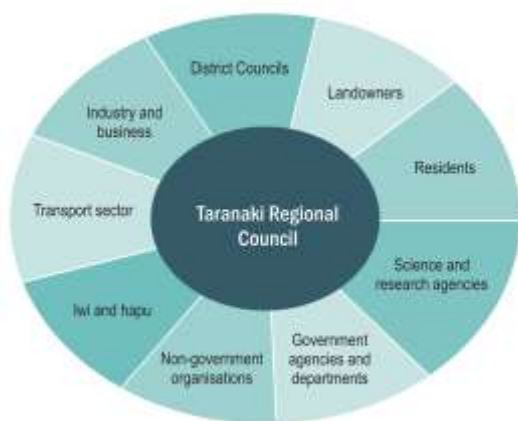 District Councils
Landowners
Residents
Science and
research agencies
Government
agencies and
departments
Non-government
organisations
Iwi and hapu
Transport sector
Industry and
business
Taranaki Regional
Council